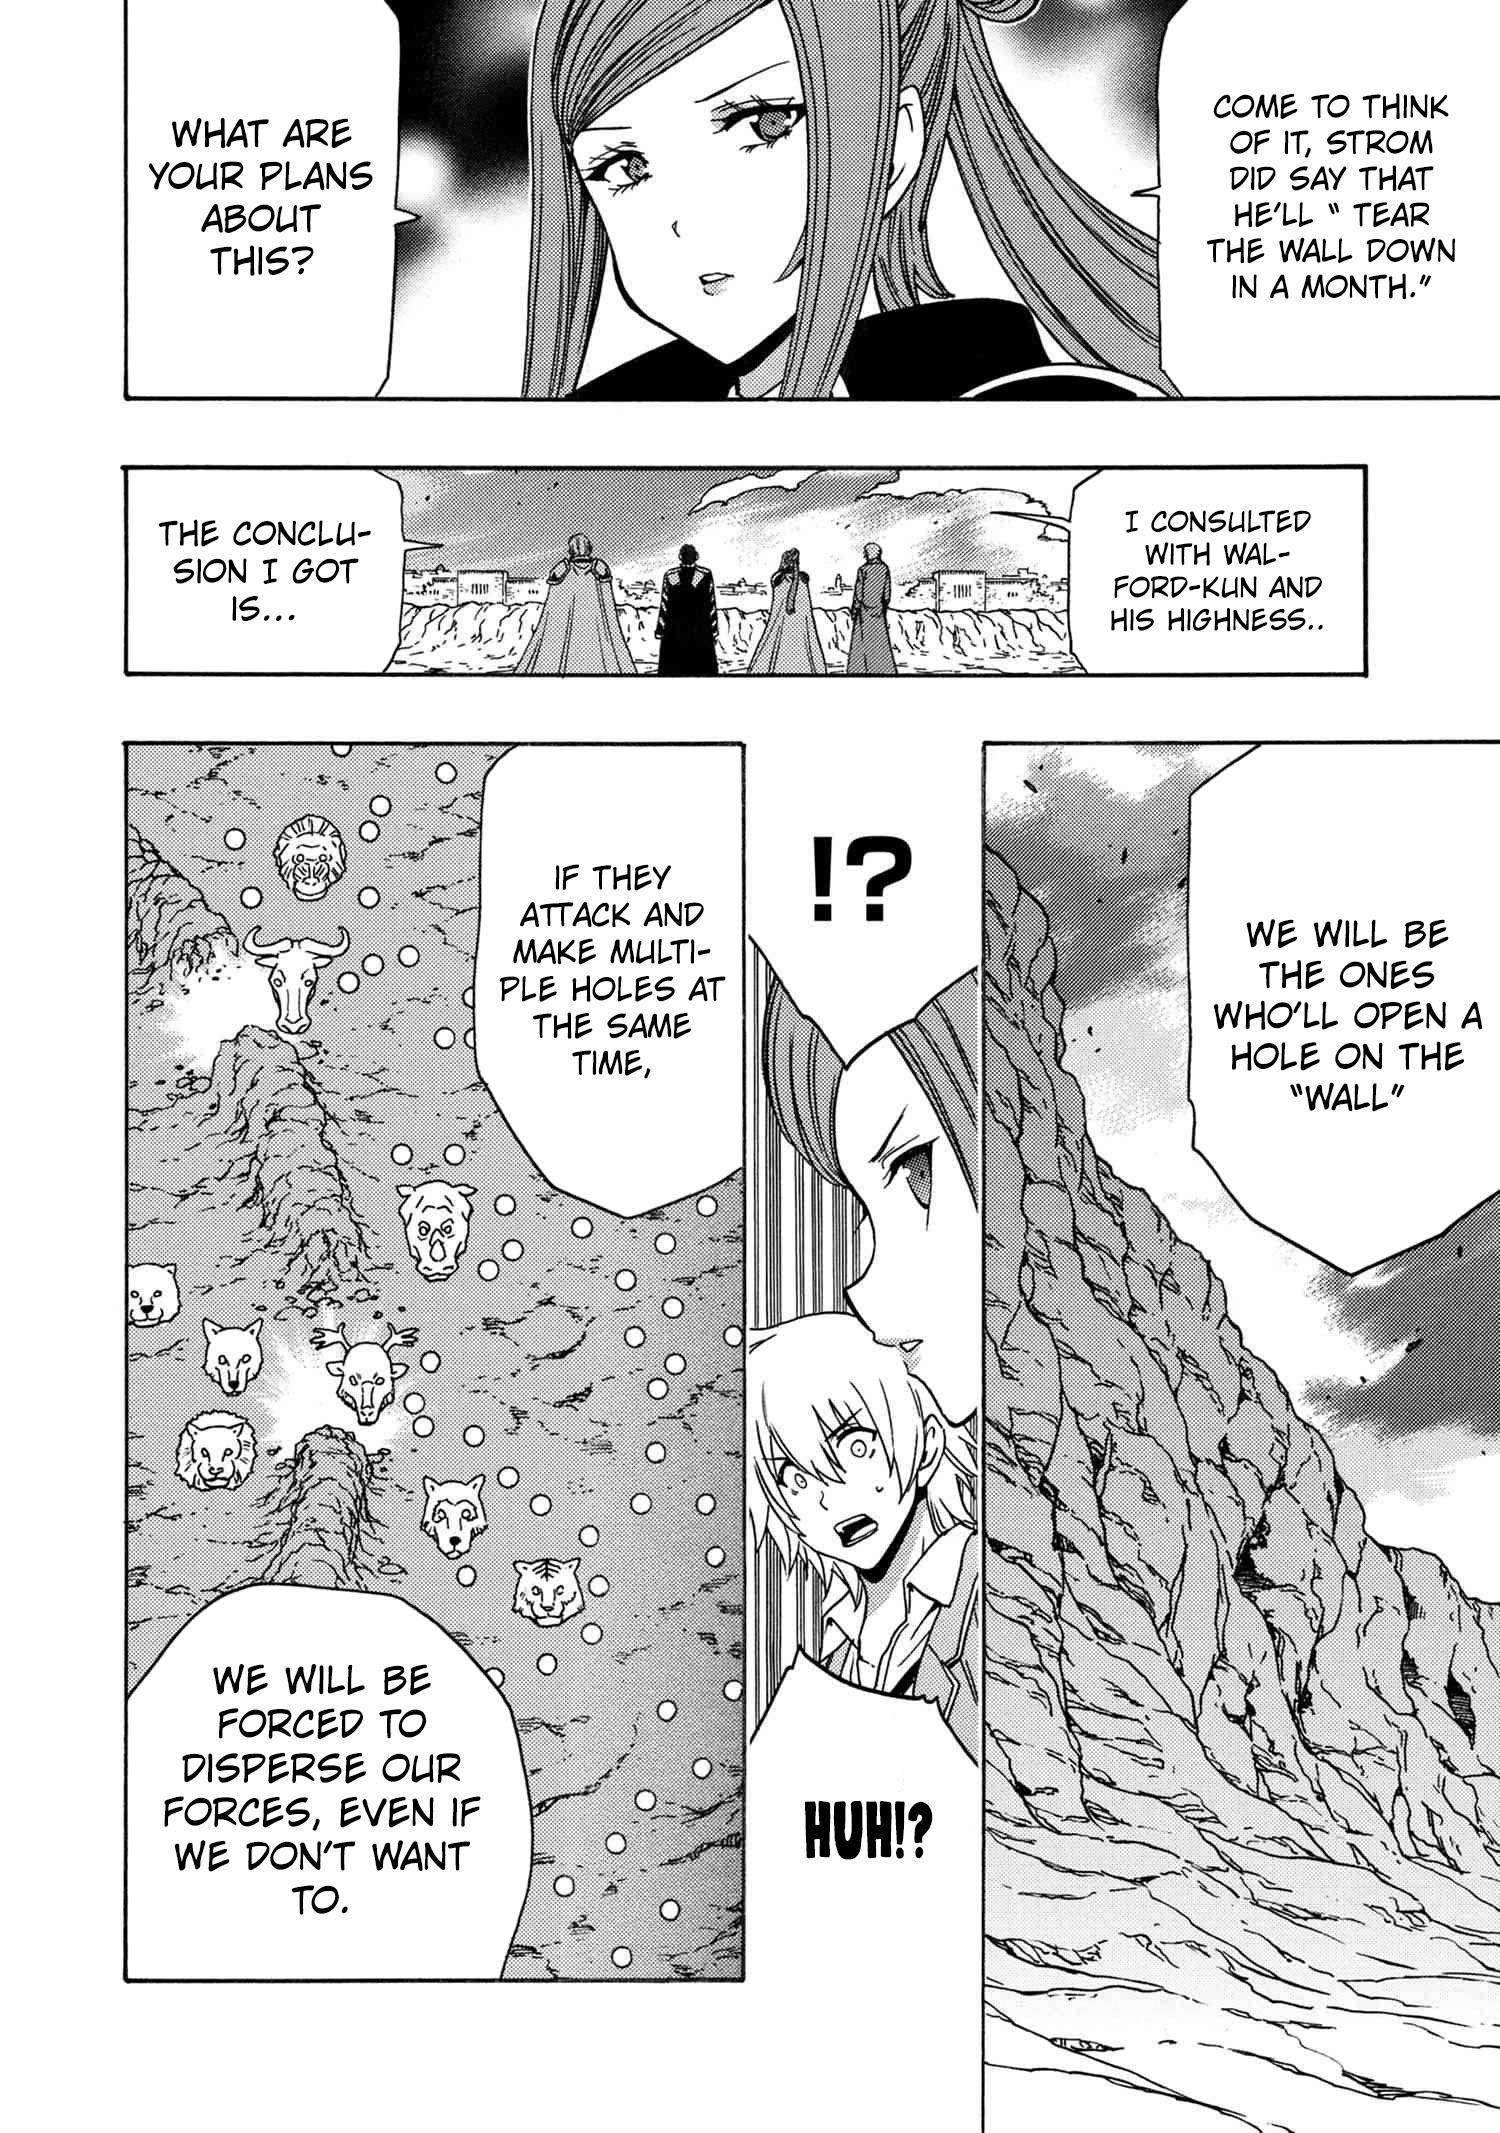 COME TO THINK
OF IT, STROM
DID SAY THAT
HE'LL " TEAR
THE WALL DOWN
IN A MONTH."
WHAT ARE
YOUR PLANS
ABOUT
THIS?
I CONSULTED
WITH WAL-
FORD-KUN AND
HIS HIGHNESS..
THE CONCLU-
SION I GOT
IS...
WE WILL BE
THE ONES
WHO'LL OPEN A
HOLE ON THE
"WALL"
!?
HUH!?
IF THEY
ATTACK AND
MAKE MULTI-
PLE HOLES AT
THE SAME
TIME,
WE WILL BE
FORCED TO
DISPERSE OUR
FORCES, EVEN IF
WE DON'T WANT
TO.